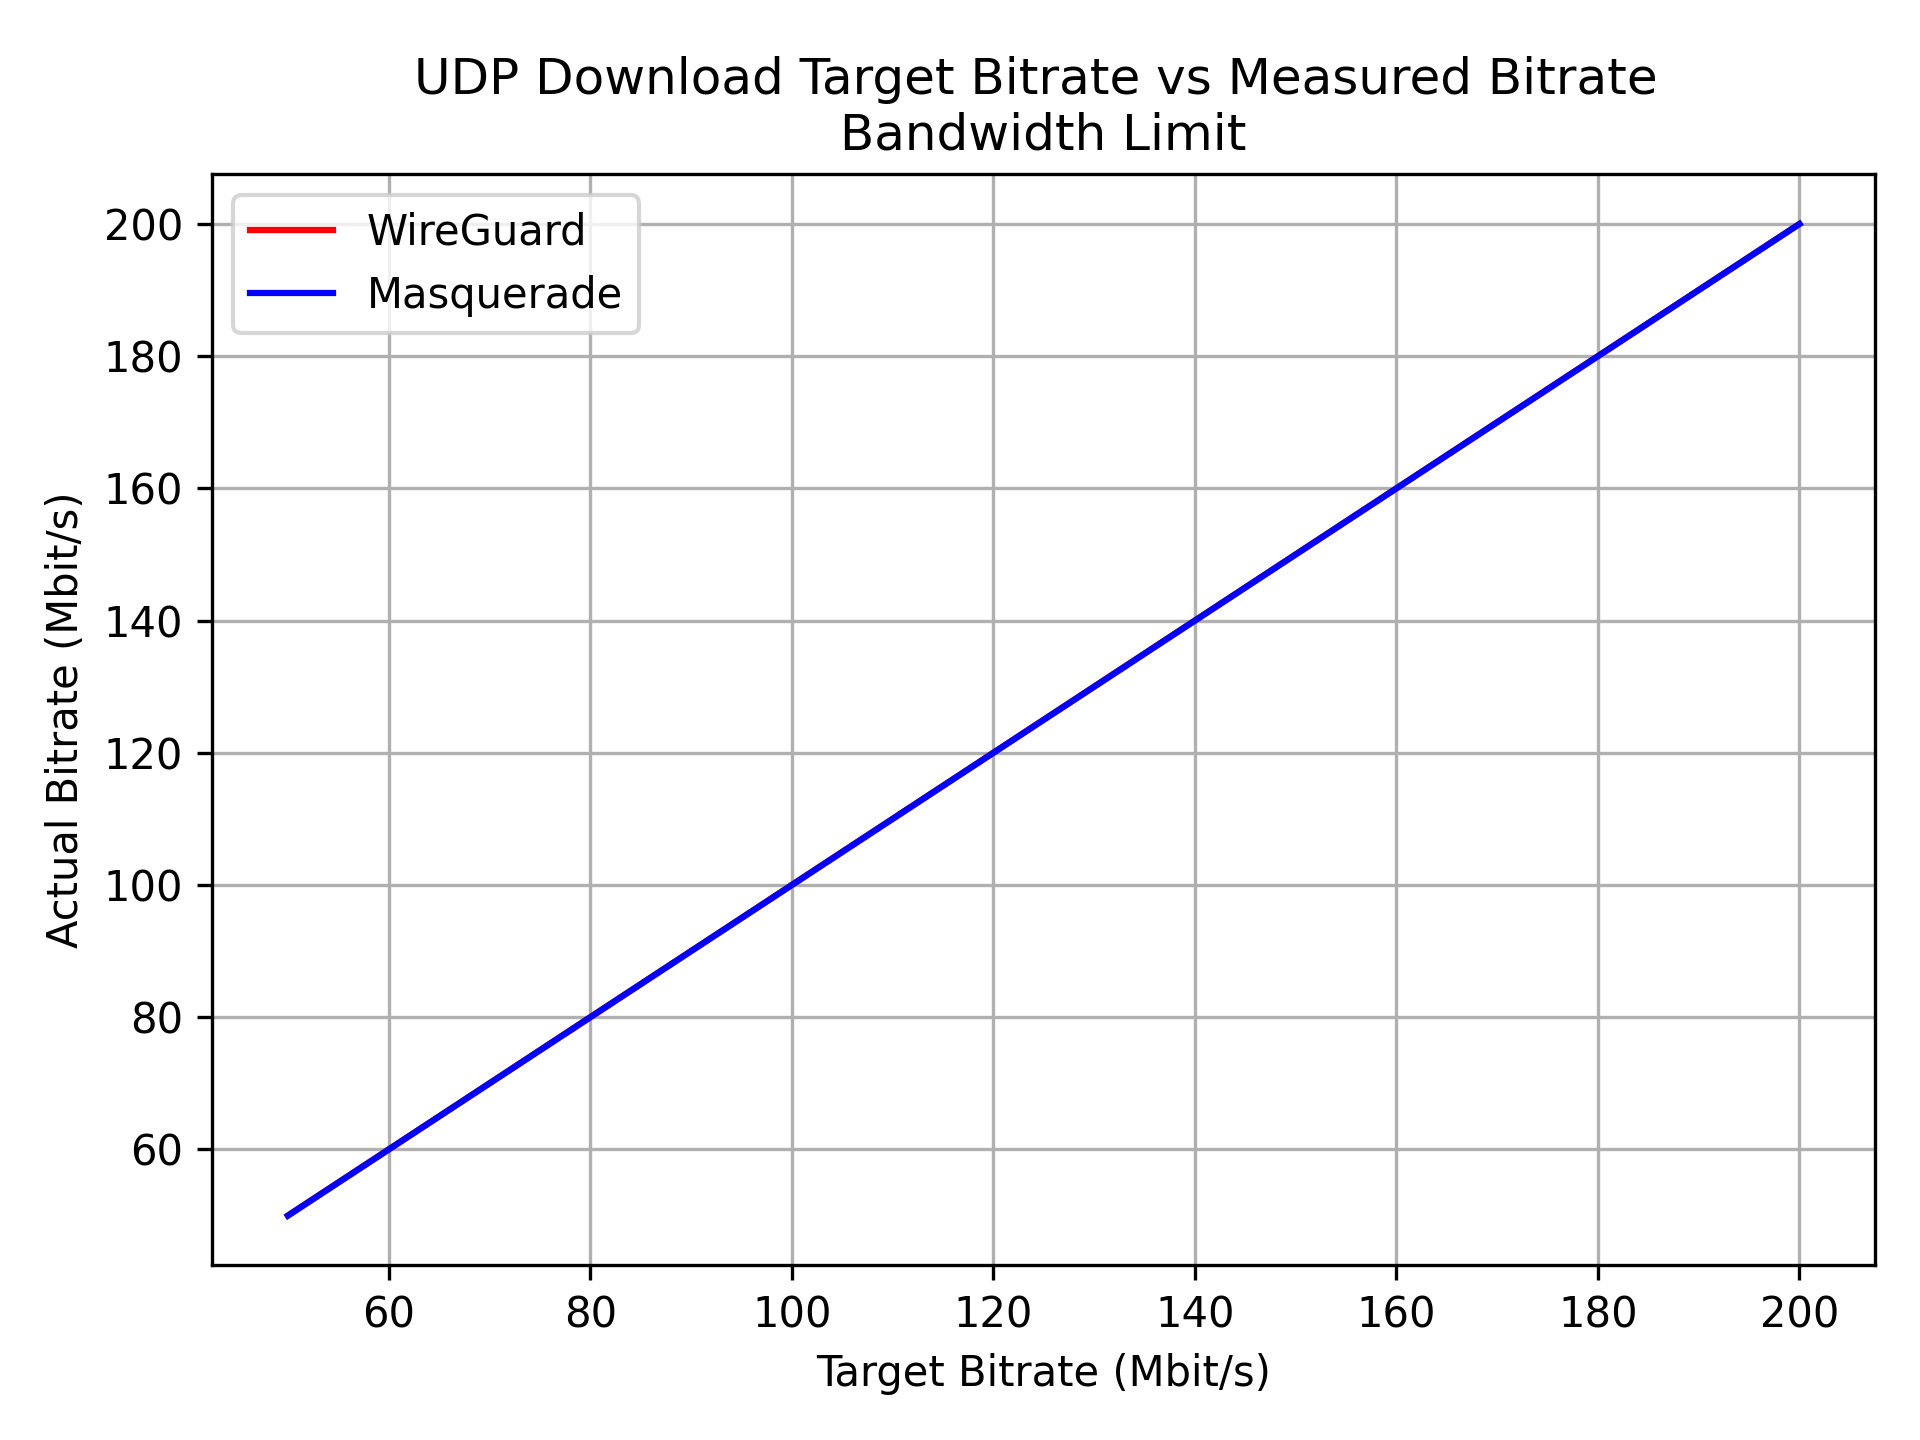 UDP Download Target Bitrate vs Measured Bitrate
Bandwidth Limit
WireGuard
Masquerade
200
180
160
140
120
100
80
60
Actual Bitrate (Mbit/s)
60 80 100 120 140 160 180 200
Target Bitrate (Mbit/s)